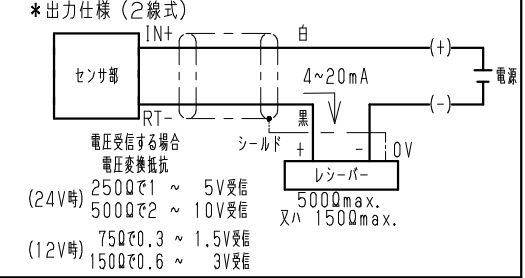 *出力仕様（2線式）
IN+
白
(+)
センサ部
4~20mA
電源
(-)
RT-
黒
シールド
+
-
0V
電圧受信する場合
電圧変換抵抗
レシーバー
(24V時)
250Ωで1 ~ 5V受信
500Ωで2 ~ 10V受信
500Ωmax.
又ハ 150Ωmax.
(12V時)
75Ωで0.3 ~ 1.5V受信
150Ωで0.6 ~ 3V受信